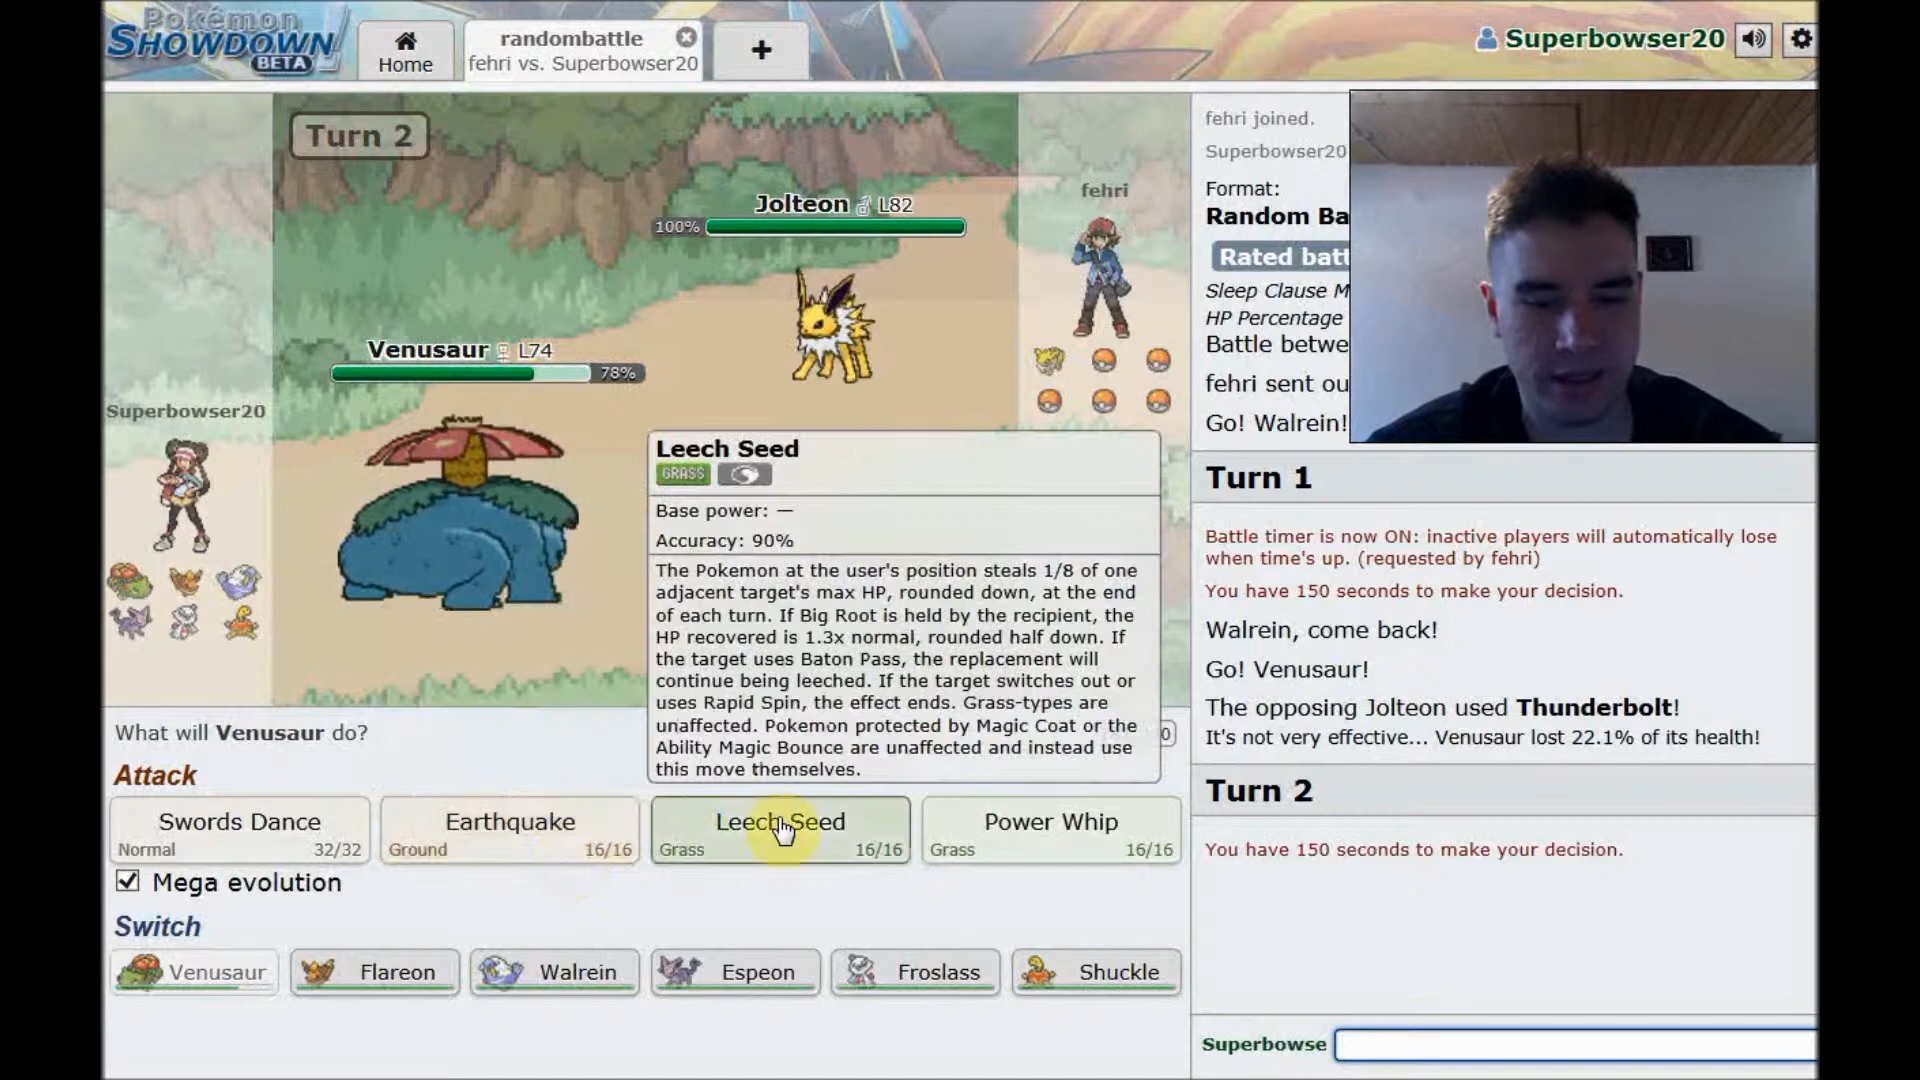 Pokémon
SHOWDOWN
BETA
Home
randombattle
fehri vs. Superbowser20
+
Superbowser20
Turn 2
Jolteon ♂ L82
100%
fehri
Venusaur L74
78%
Superbowser20
Leech Seed
GRASS
Base power: —
Accuracy: 90%
The Pokemon at the user's position steals 1/8 of one
adjacent target's max HP, rounded down, at the end
of each turn. If Big Root is held by the recipient, the
HP recovered is 1.3x normal, rounded half down. If
the target uses Baton Pass, the replacement will
continue being leeched. If the target switches out or
uses Rapid Spin, the effect ends. Grass-types are
unaffected. Pokemon protected by Magic Coat or the
Ability Magic Bounce are unaffected and instead use
this move themselves.
What will Venusaur do?
Attack
Swords Dance
Normal 32/32
Earthquake
Ground 16/16
Leech Seed
Grass 16/16
Power Whip
Grass 16/16
Mega evolution
Switch
Venusaur
Flareon
Walrein
Espeon
Froslass
Shuckle
fehri joined.
Superbowser20
Format:
Random Ba
Rated batt
Sleep Clause M
HP Percentage
Battle betwe
fehri sent ou
Go! Walrein!
Turn 1
Battle timer is now ON: inactive players will automatically lose
when time's up. (requested by fehri)
You have 150 seconds to make your decision.
Walrein, come back!
Go! Venusaur!
The opposing Jolteon used Thunderbolt!
It's not very effective... Venusaur lost 22.1% of its health!
Turn 2
You have 150 seconds to make your decision.
Superbowse